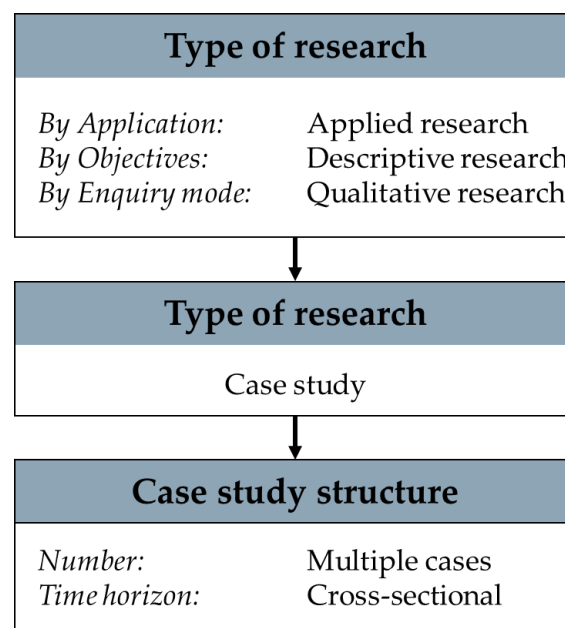 Type of research
By Application: Applied research
By Objectives: Descriptive research
By Enquiry mode: Qualitative research
Type of research
Case study
Case study structure
Number: Multiple cases
Time horizon: Cross-sectional